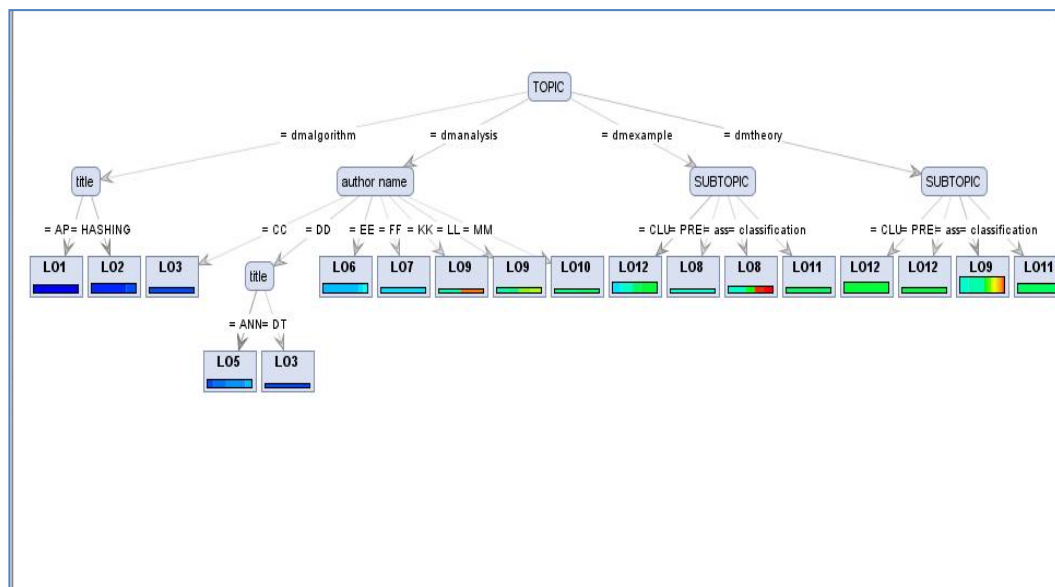 TOPIC
= dmalgorithm = dmanalysis = dmexample = dmtheory
title author name SUBTOPIC SUBTOPIC
= AP= HASHING = CC = DD = EE = FF = KK = LL = MM = CLU= PRE= ass= classification = CLU= PRE= ass= classification
LO1 LO2 LO3 title LO6 LO7 LO9 LO9 LO10 LO12 LO8 LO8 LO11 LO12 LO12 LO9 LO11
= ANN= DT
LO5 LO3